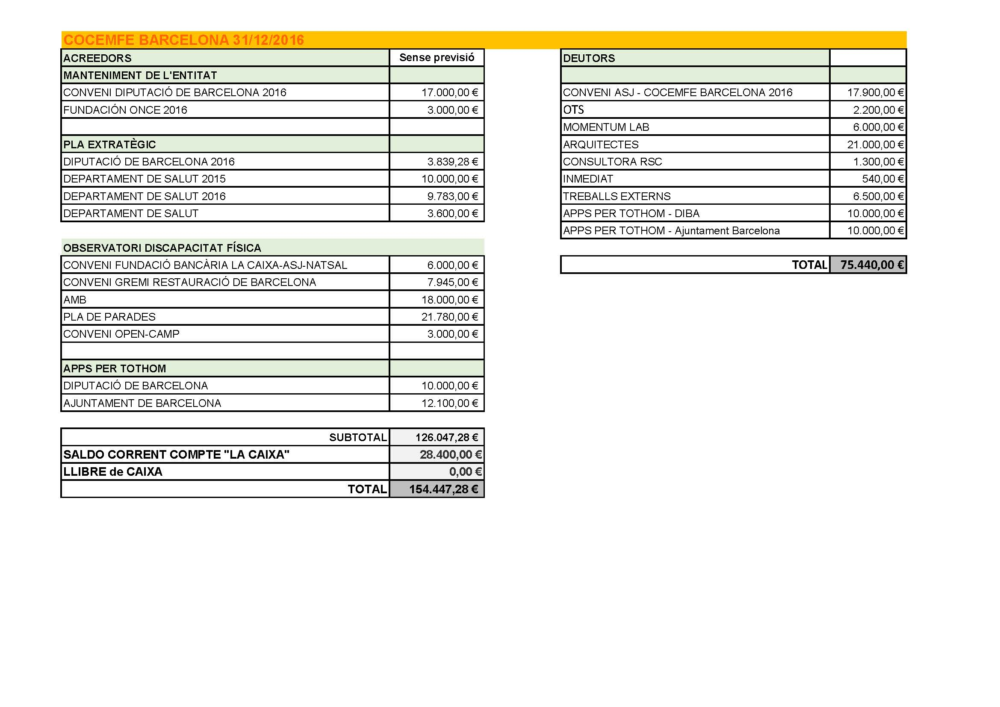 COCEMFE BARCELONA 31/12/2016
ACREEDORS Sense previsió
MANTENIMENT DE L'ENTITAT
CONVENI DIPUTACIÓ DE BARCELONA 2016 17.000,00 €
FUNDACIÓN ONCE 2016 3.000,00 €
PLA EXTRATÈGIC
DIPUTACIÓ DE BARCELONA 2016 3.839,28 €
DEPARTAMENT DE SALUT 2015 10.000,00 €
DEPARTAMENT DE SALUT 2016 9.783,00 €
DEPARTAMENT DE SALUT 3.600,00 €
OBSERVATORI DISCAPACITAT FÍSICA
CONVENI FUNDACIÓ BANCÀRIA LA CAIXA-ASJ-NATSAL 6.000,00 €
CONVENI GREMI RESTAURACIÓ DE BARCELONA 7.945,00 €
AMB 18.000,00 €
PLA DE PARADES 21.780,00 €
CONVENI OPEN-CAMP 3.000,00 €
APPS PER TOTHOM
DIPUTACIÓ DE BARCELONA 10.000,00 €
AJUNTAMENT DE BARCELONA 12.100,00 €
SUBTOTAL 126.047,28 €
SALDO CORRENT COMPTE "LA CAIXA" 28.400,00 €
LLIBRE de CAIXA 0,00 €
TOTAL 154.447,28 €
DEUTORS
CONVENI ASJ - COCEMFE BARCELONA 2016 17.900,00 €
OTS 2.200,00 €
MOMENTUM LAB 6.000,00 €
ARQUITECTES 21.000,00 €
CONSULTORA RSC 1.300,00 €
INMEDIAT 540,00 €
TREBALLS EXTERNS 6.500,00 €
APPS PER TOTHOM - DIBA 10.000,00 €
APPS PER TOTHOM - Ajuntament Barcelona 10.000,00 €
TOTAL 75.440,00 €